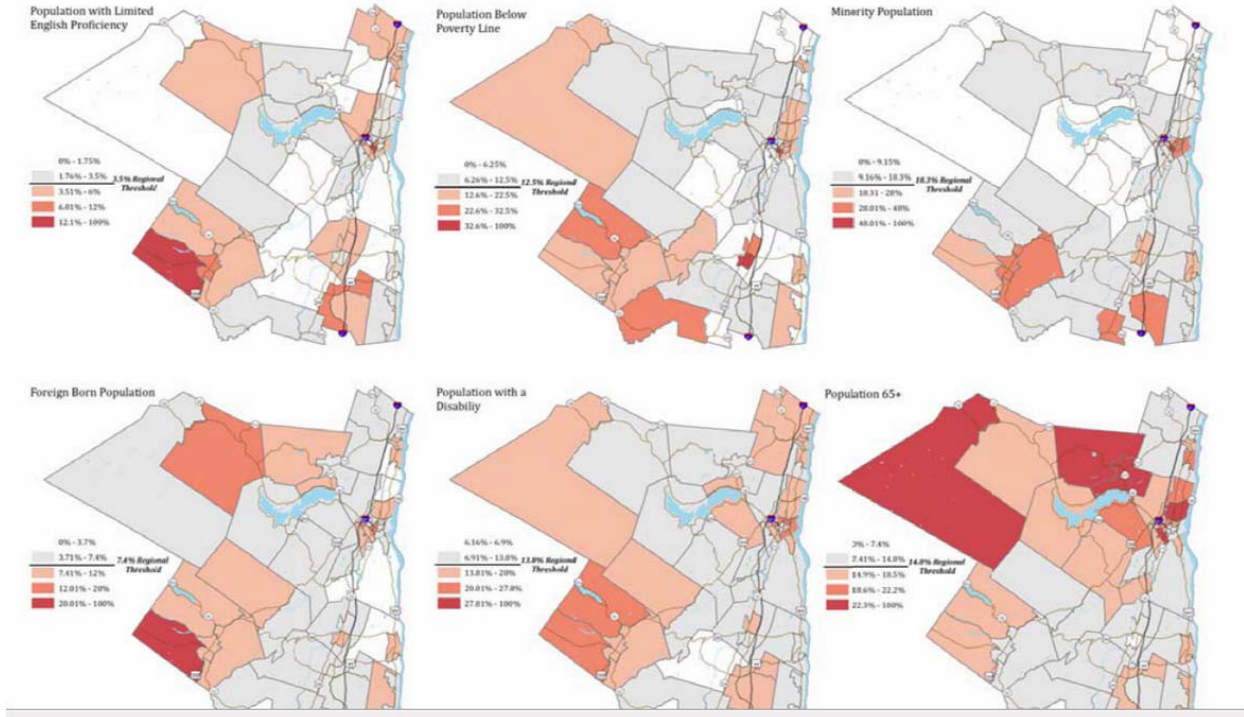 Population with Limited
English Proficiency
0% - 1.75%
1.76% - 3.5%
3.5% Regional
Threshold
3.51% - 6%
6.01% - 12%
12.1% - 100%
Population Below
Poverty Line
0% - 6.25%
6.26% - 12.5%
12.5% Regional
Threshold
12.6% - 22.5%
22.6% - 32.5%
32.6% - 100%
Minority Population
0% - 9.15%
9.16% - 18.3%
18.3% Regional
Threshold
18.31 - 28%
28.01% - 40%
40.01% - 100%
Foreign Born Population
0% - 3.7%
3.71% - 7.4%
7.4% Regional
Threshold
7.41% - 12%
12.01% - 20%
20.01% - 100%
Population with a
Disabiliy
6.16% - 6.9%
6.91% - 13.8%
13.8% Regional
Threshold
13.81% - 20%
20.01% - 27.8%
27.81% - 100%
Population 65+
3% - 7.4%
7.41% - 14.8%
14.8% Regional
Threshold
14.9% - 18.5%
18.6% - 22.2%
22.3% - 100%